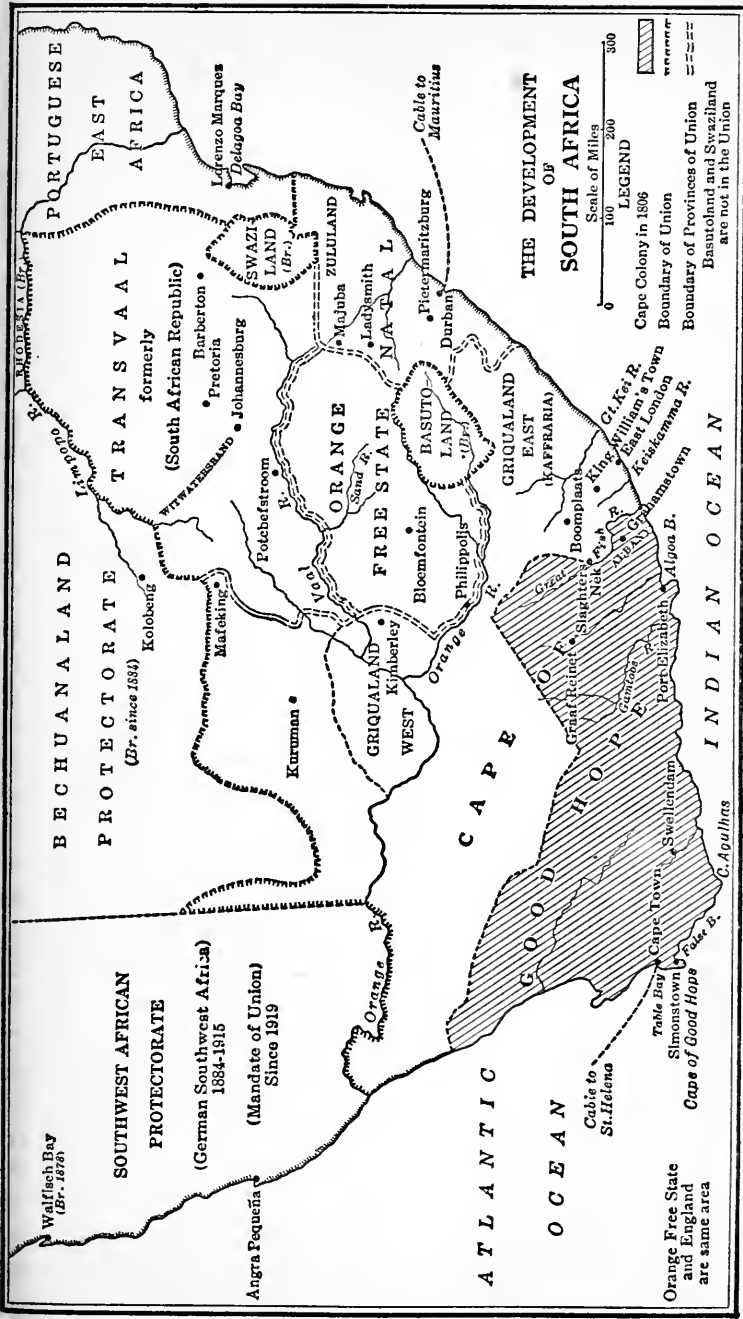 THE DEVELOPMENT
OF
SOUTH AFRICA
Scale of Miles
0 100 200 300
LEGEND
Cape Colony in 1806
Boundary of Union
Boundary of Provinces of Union
Basutoland and Swaziland
are not in the Union
Walfisch Bay
(Br. 1878)
SOUTHWEST AFRICAN
PROTECTORATE
(German Southwest Africa)
1884-1915
(Mandate of Union)
Since 1919
Angra Pequeña
BECHUANALAND
PROTECTORATE
(Br. since 1884)
Kolobeng
Mafeking
Kuruman
RHODESIA (Br.
Limpopo R.
TRANSVAAL
formerly
(South African Republic)
Barberton
Pretoria
Johannesburg
WITWATERSRAND
Potchefstroom
PORTUGUESE
EAST
AFRICA
Lorenzo Marques
Delagoa Bay
SWAZI-
LAND
(Br.)
ZULULAND
Majuba
Ladysmith
NATAL
Pietermaritzburg
Durban
Cable to
Mauritius
Vaal R.
ORANGE
Sand R.
FREE STATE
Bloemfontein
Philippolis
BASUTO-
LAND
(Br.)
GRIQUALAND
WEST
Kimberley
Orange R.
Orange R.
GRIQUALAND
EAST
(KAFFRARIA)
Gt. Kei R.
King William's Town
East London
Keiskamma R.
Boomplaats
Great Fish R.
Slaghters
Nek
ALBANY
Grahamstown
Graaf-Reinet
Gamtoos R.
Algoa B.
Port Elizabeth
CAPE OF
GOOD HOPE
Swellendam
Cape Town
Table Bay
Simonstown
False B.
Cape of Good Hope
C. Agulhas
Cable to
St. Helena
ATLANTIC
OCEAN
INDIAN OCEAN
Orange Free State
and England
are same area